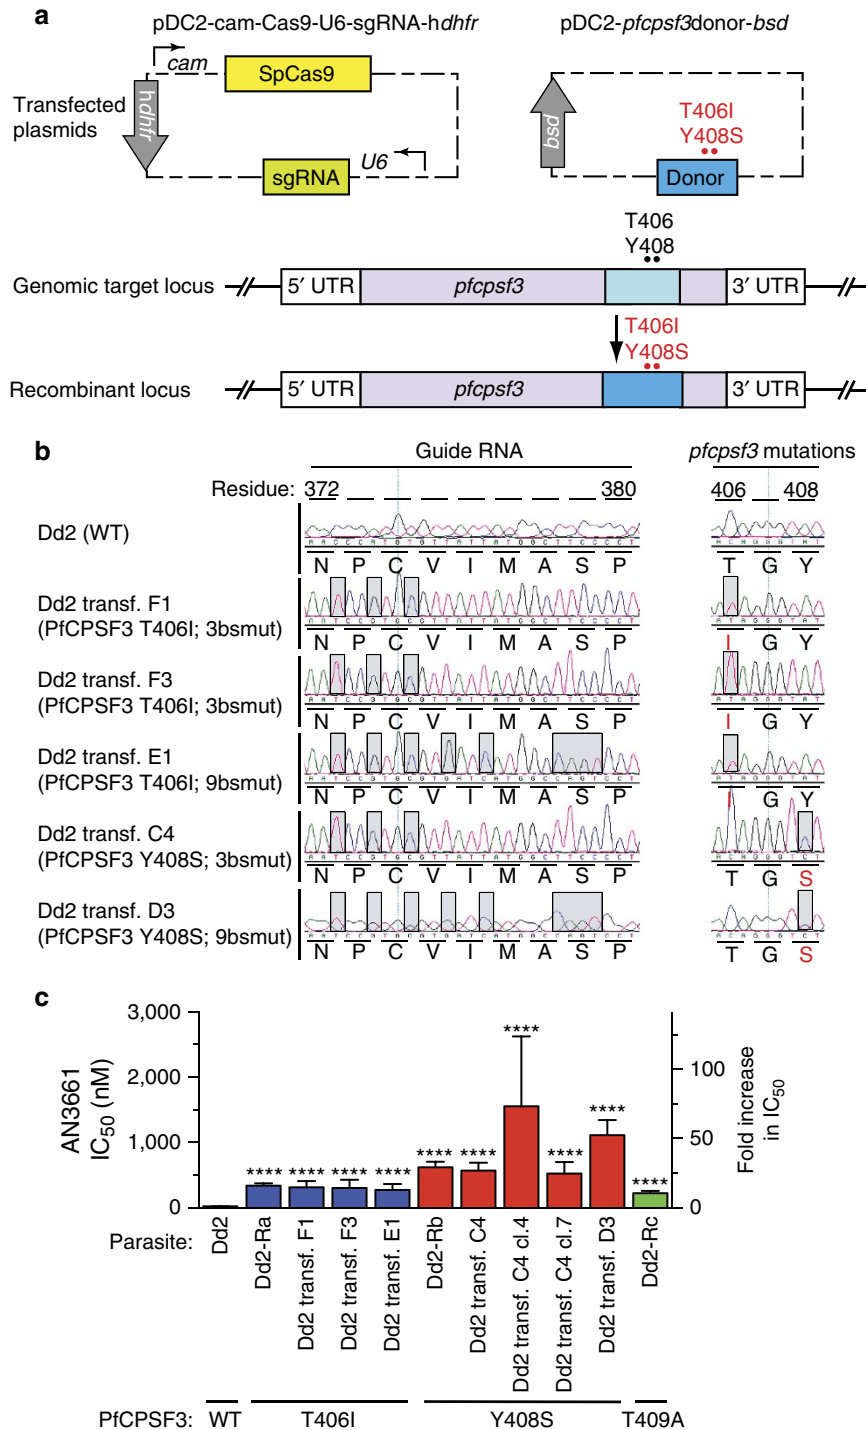 a
pDC2-cam-Cas9-U6-sgRNA-hdhfr
pDC2-pfcpsf3donor-bsd
cam
SpCas9
Transfected
plasmids
hdhfr
U6
sgRNA
bsd
T406I
Y408S
Donor
T406
Y408
Genomic target locus
5′ UTR
pfcpsf3
3′ UTR
T406I
Y408S
Recombinant locus
5′ UTR
pfcpsf3
3′ UTR
b
Guide RNA
pfcpsf3 mutations
Residue: 372 380
406 408
Dd2 (WT)
N P C V I M A S P
T G Y
Dd2 transf. F1
(PfCPSF3 T406I; 3bsmut)
N P C V I M A S P
I G Y
Dd2 transf. F3
(PfCPSF3 T406I; 3bsmut)
N P C V I M A S P
I G Y
Dd2 transf. E1
(PfCPSF3 T406I; 9bsmut)
N P C V I M A S P
I G Y
Dd2 transf. C4
(PfCPSF3 Y408S; 3bsmut)
N P C V I M A S P
T G S
Dd2 transf. D3
(PfCPSF3 Y408S; 9bsmut)
N P C V I M A S P
T G S
c
AN3661
IC50 (nM)
3,000
2,000
1,000
0
**** **** **** **** **** **** **** **** **** ****
100
50
0
Fold increase
in IC50
Parasite:
Dd2
Dd2-Ra
Dd2 transf. F1
Dd2 transf. F3
Dd2 transf. E1
Dd2-Rb
Dd2 transf. C4
Dd2 transf. C4 cl.4
Dd2 transf. C4 cl.7
Dd2 transf. D3
Dd2-Rc
PfCPSF3: WT T406I Y408S T409A